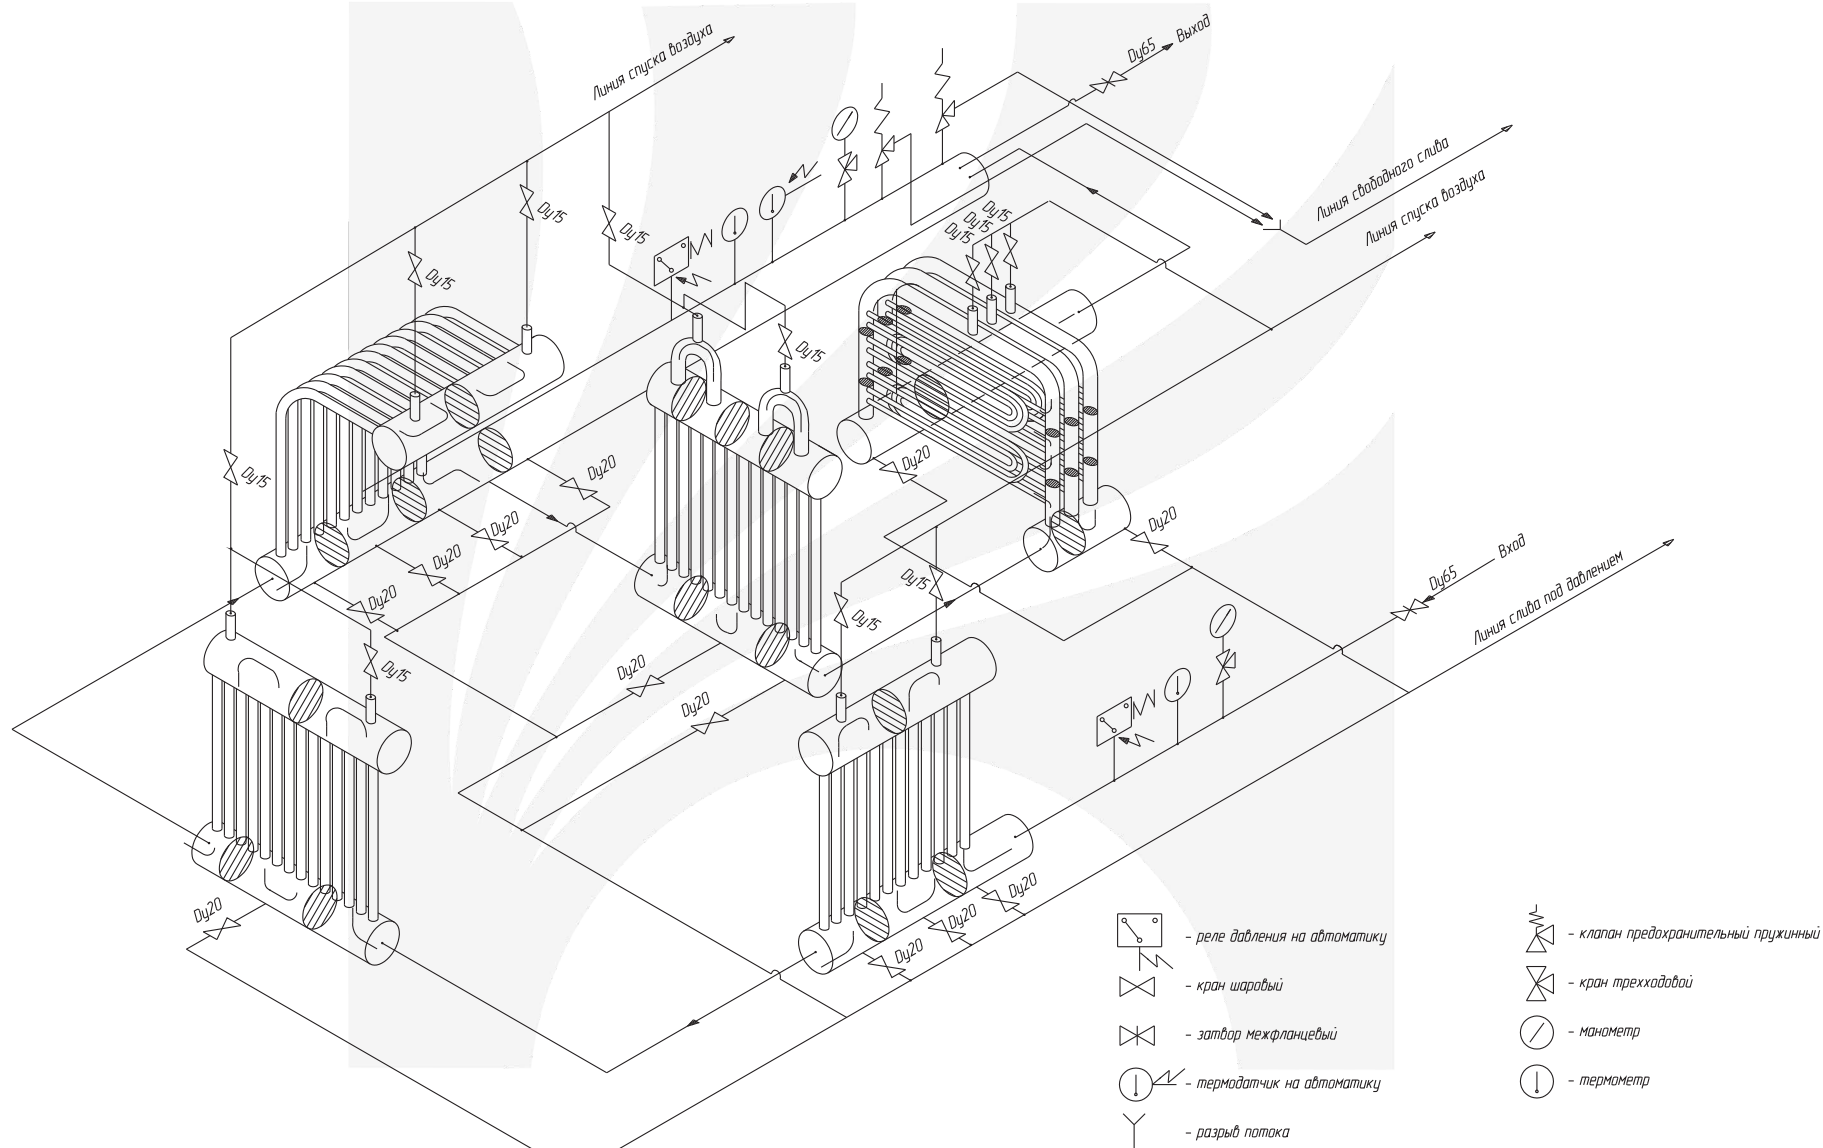 Линия спуска воздуха
Dy65
Выход
Линия свободного слива
Линия спуска воздуха
Dy15
Dy15
Dy15
Dy15
Dy15
Dy15
Dy15
Dy15
Dy15
Dy20
Dy20
Dy20
Dy20
Dy20
Dy20
Dy15
Dy15
Dy15
Dy20
Dy65
Вход
Линия слива под давлением
Dy20
Dy20
Dy20
Dy20
Dy20
Dy20
- реле давления на автоматику
- кран шаровый
- затвор межфланцевый
- термодатчик на автоматику
- разрыв потока
- клапан предохранительный пружинный
- кран трехходовой
- манометр
- термометр